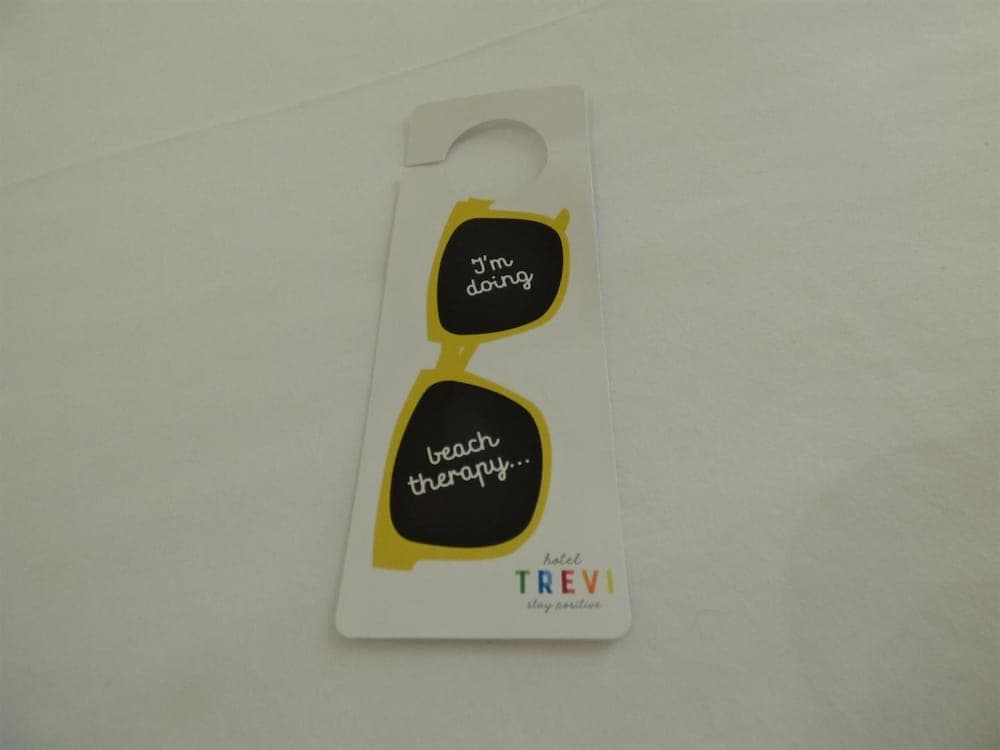 I'm
doing
beach
therapy...
hotel
TREVI
stay positive